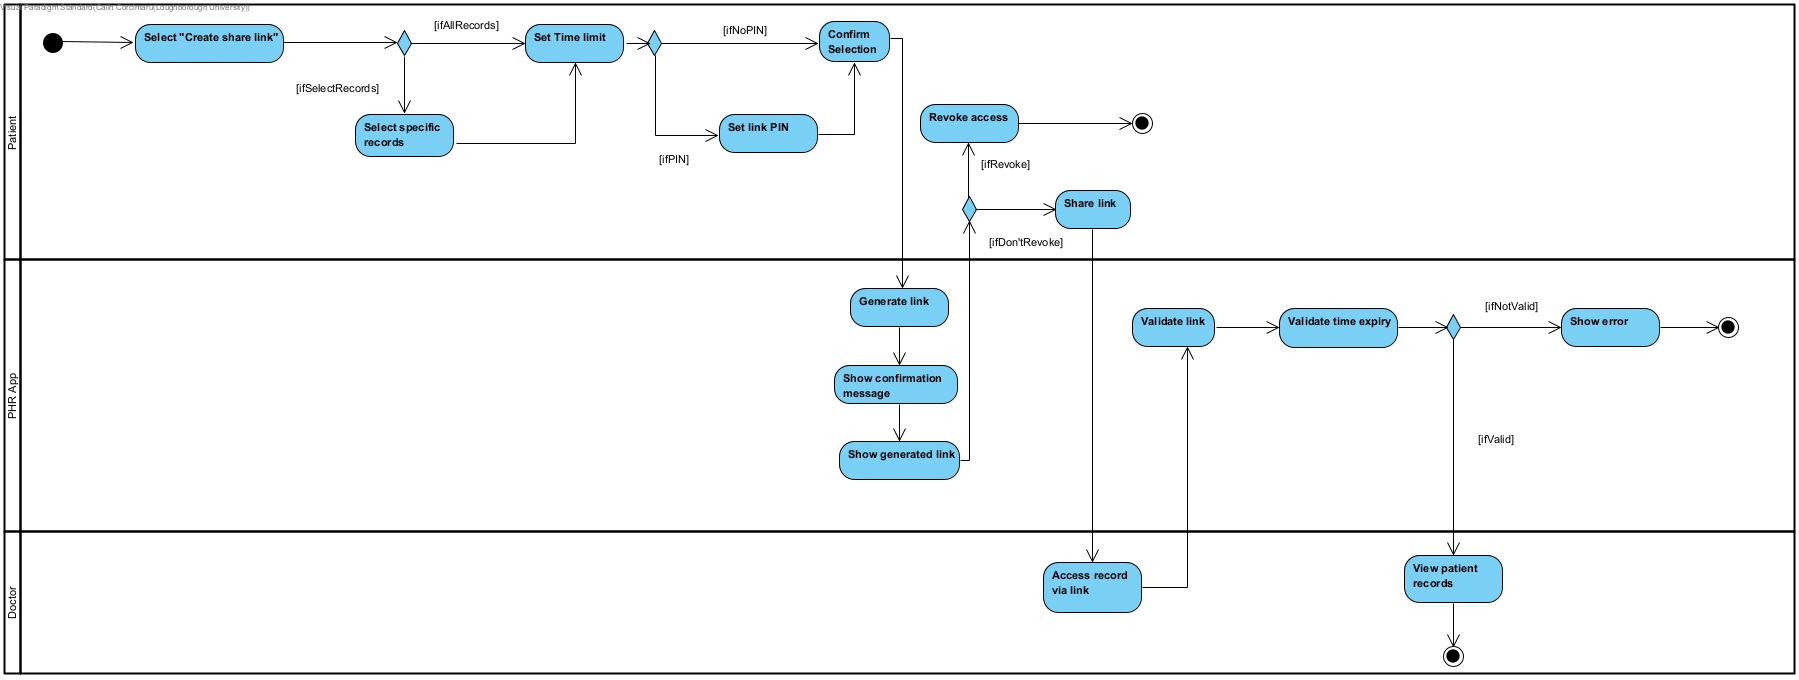 Visual Paradigm Standard(Calin Corcimaru(Loughborough University))
Patient
Select "Create share link"
[ifAllRecords]
[ifSelectRecords]
Select specific
records
Set Time limit
[ifNoPIN]
[ifPIN]
Set link PIN
Confirm
Selection
Revoke access
[ifRevoke]
Share link
[ifDon'tRevoke]
PHR App
Generate link
Show confirmation
message
Show generated link
Validate link
Validate time expiry
[ifNotValid]
Show error
[ifValid]
Doctor
Access record
via link
View patient
records